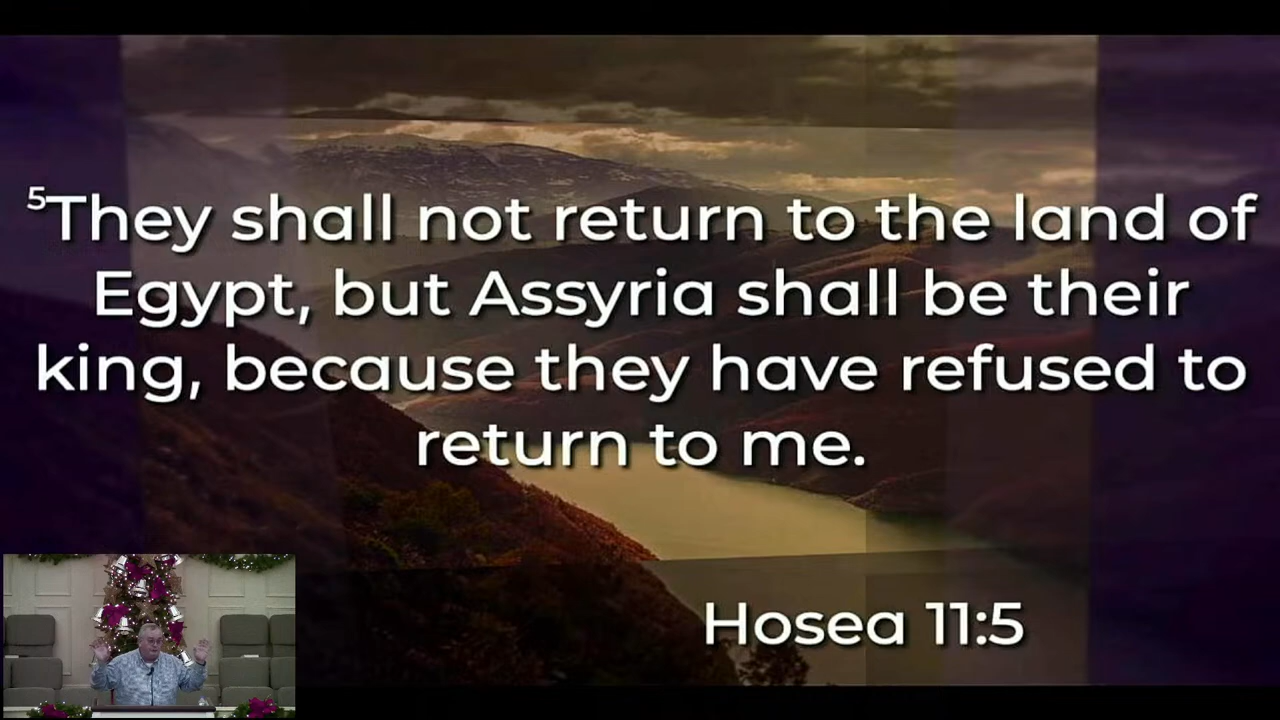 ⁵They shall not return to the land of
Egypt, but Assyria shall be their
king, because they have refused to
return to me.
Hosea 11:5